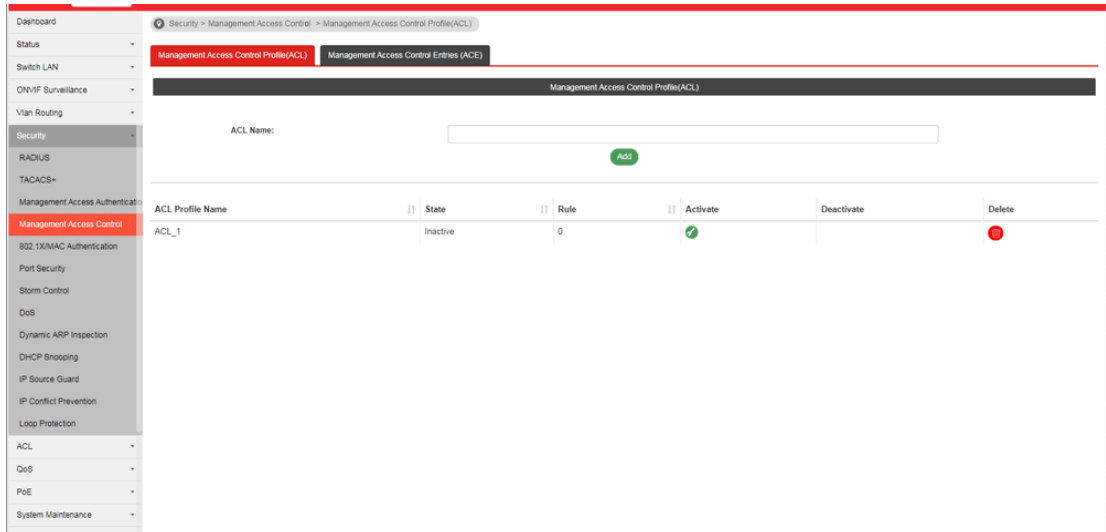 Dashboard
Security > Management Access Control > Management Access Control Profile(ACL)
Status
Switch LAN
ONVIF Surveillance
Vlan Routing
Security
RADIUS
TACACS+
Management Access Authenticatio
Management Access Control
802.1X/MAC Authentication
Port Security
Storm Control
DoS
Dynamic ARP Inspection
DHCP Snooping
IP Source Guard
IP Conflict Prevention
Loop Protection
ACL
QoS
PoE
System Maintenance
Management Access Control Profile(ACL) Management Access Control Entries (ACE)
Management Access Control Profile(ACL)
ACL Name:
Add
ACL Profile Name State Rule Activate Deactivate Delete
ACL_1 Inactive 0